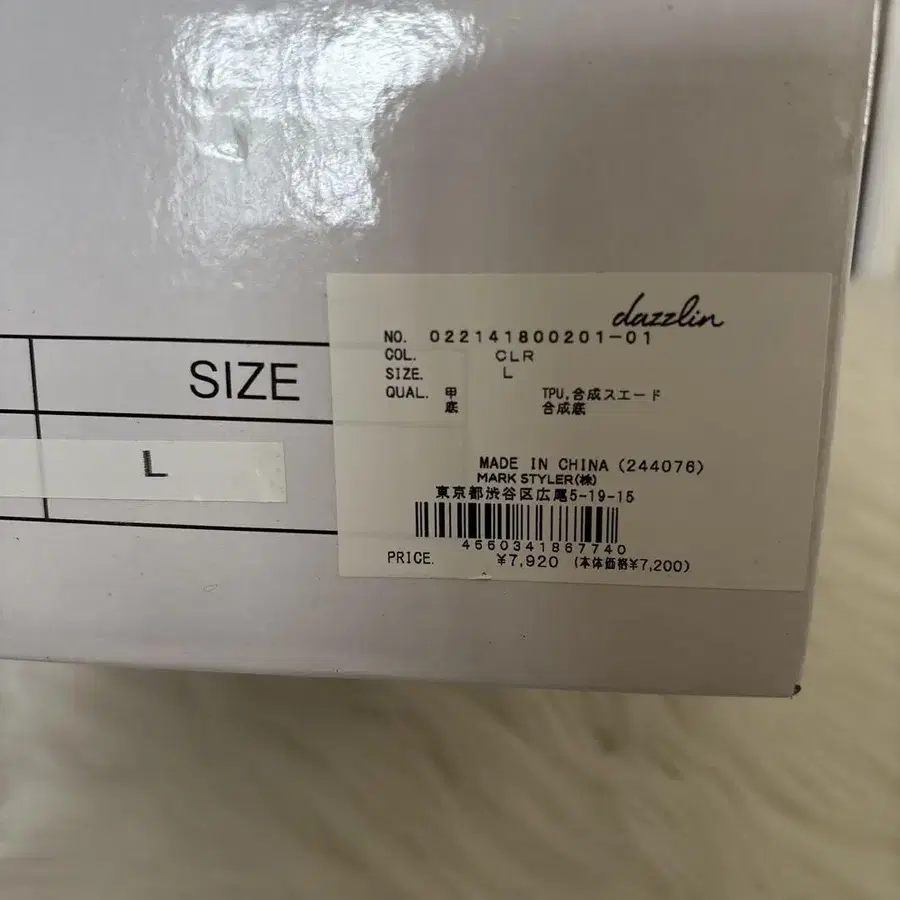 SIZE
L
dazzlin
NO. 022141800201-01
COL. CLR
SIZE. L
QUAL. 甲 TPU,合成スエード
底 合成底
MADE IN CHINA (244076)
MARK STYLER(株)
東京都渋谷区広尾5-19-15
4560341867740
PRICE. ¥7,920 (本体価格¥7,200)